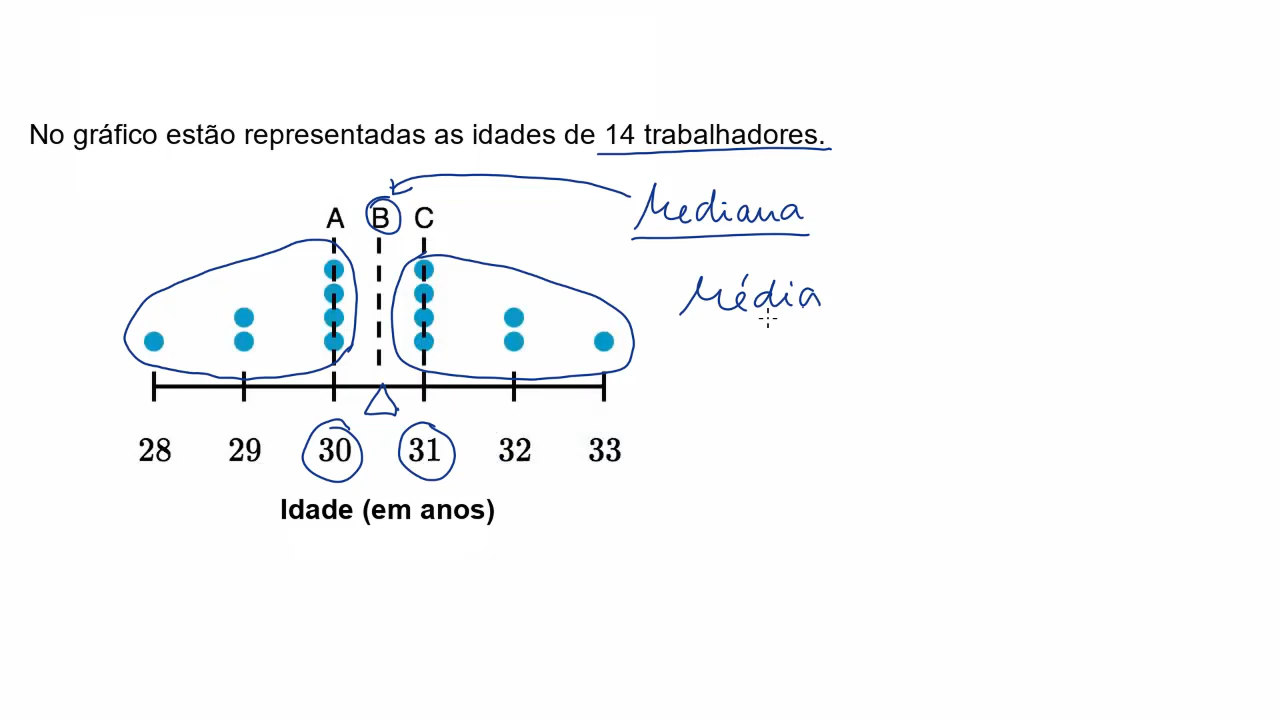 No gráfico estão representadas as idades de 14 trabalhadores.
Mediana
A B C
Média
28 29 30 31 32 33
Idade (em anos)